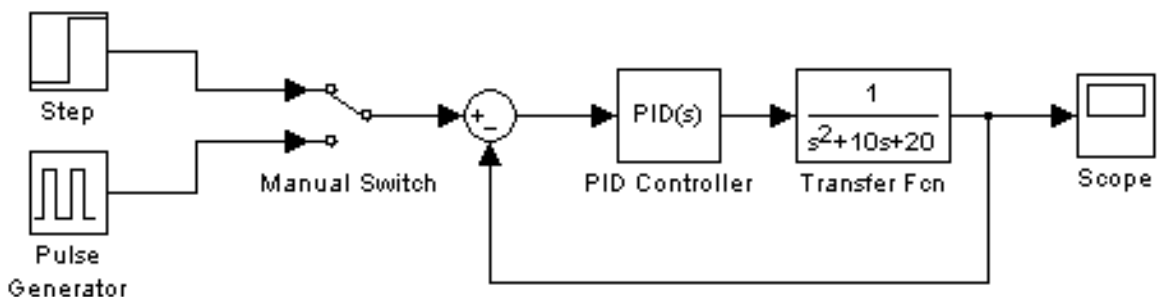 Step
Pulse
Generator
Manual Switch
+
−
PID(s)
PID Controller
1
s²+10s+20
Transfer Fcn
Scope